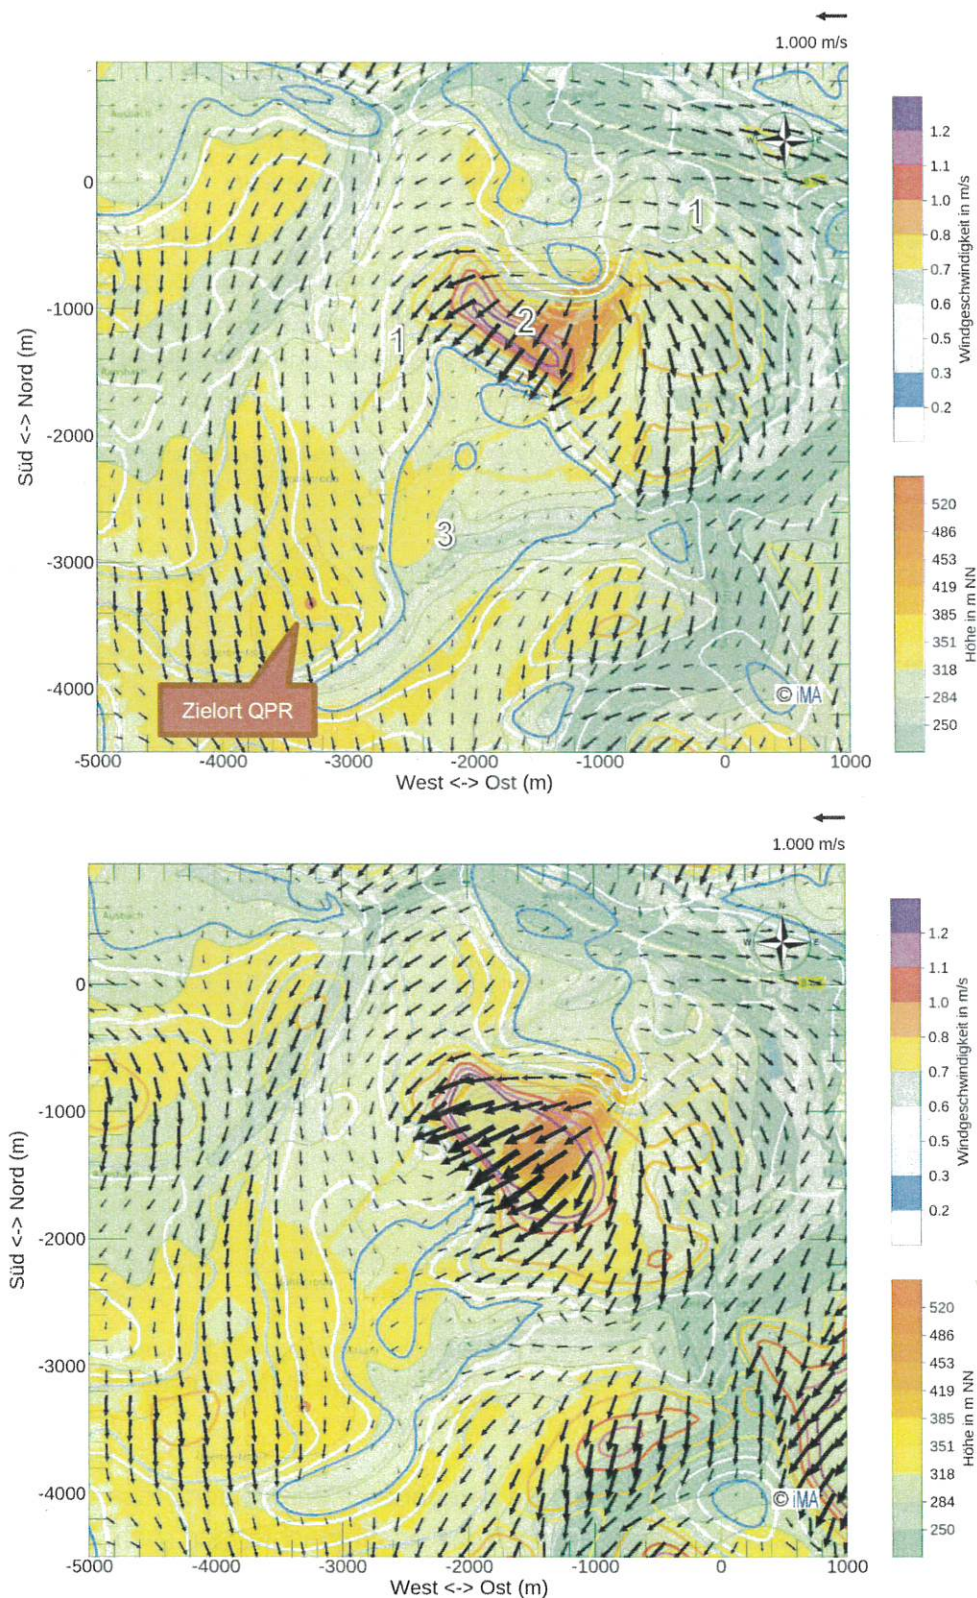 1.000 m/s
Ausbach
N
W
E
0
-1000
-2000
-3000
-4000
Süd <-> Nord (m)
1
2
1
3
Zielort QPR
© iMA
-5000 -4000 -3000 -2000 -1000 0 1000
West <-> Ost (m)
1.2
1.1
1.0
0.8
0.7
0.6
0.5
0.3
0.2
Windgeschwindigkeit in m/s
520
486
453
419
385
351
318
284
250
Höhe in m NN
1.000 m/s
Ausbach
N
W
E
0
-1000
-2000
-3000
-4000
Süd <-> Nord (m)
© iMA
-5000 -4000 -3000 -2000 -1000 0 1000
West <-> Ost (m)
1.2
1.1
1.0
0.8
0.7
0.6
0.5
0.3
0.2
Windgeschwindigkeit in m/s
520
486
453
419
385
351
318
284
250
Höhe in m NN